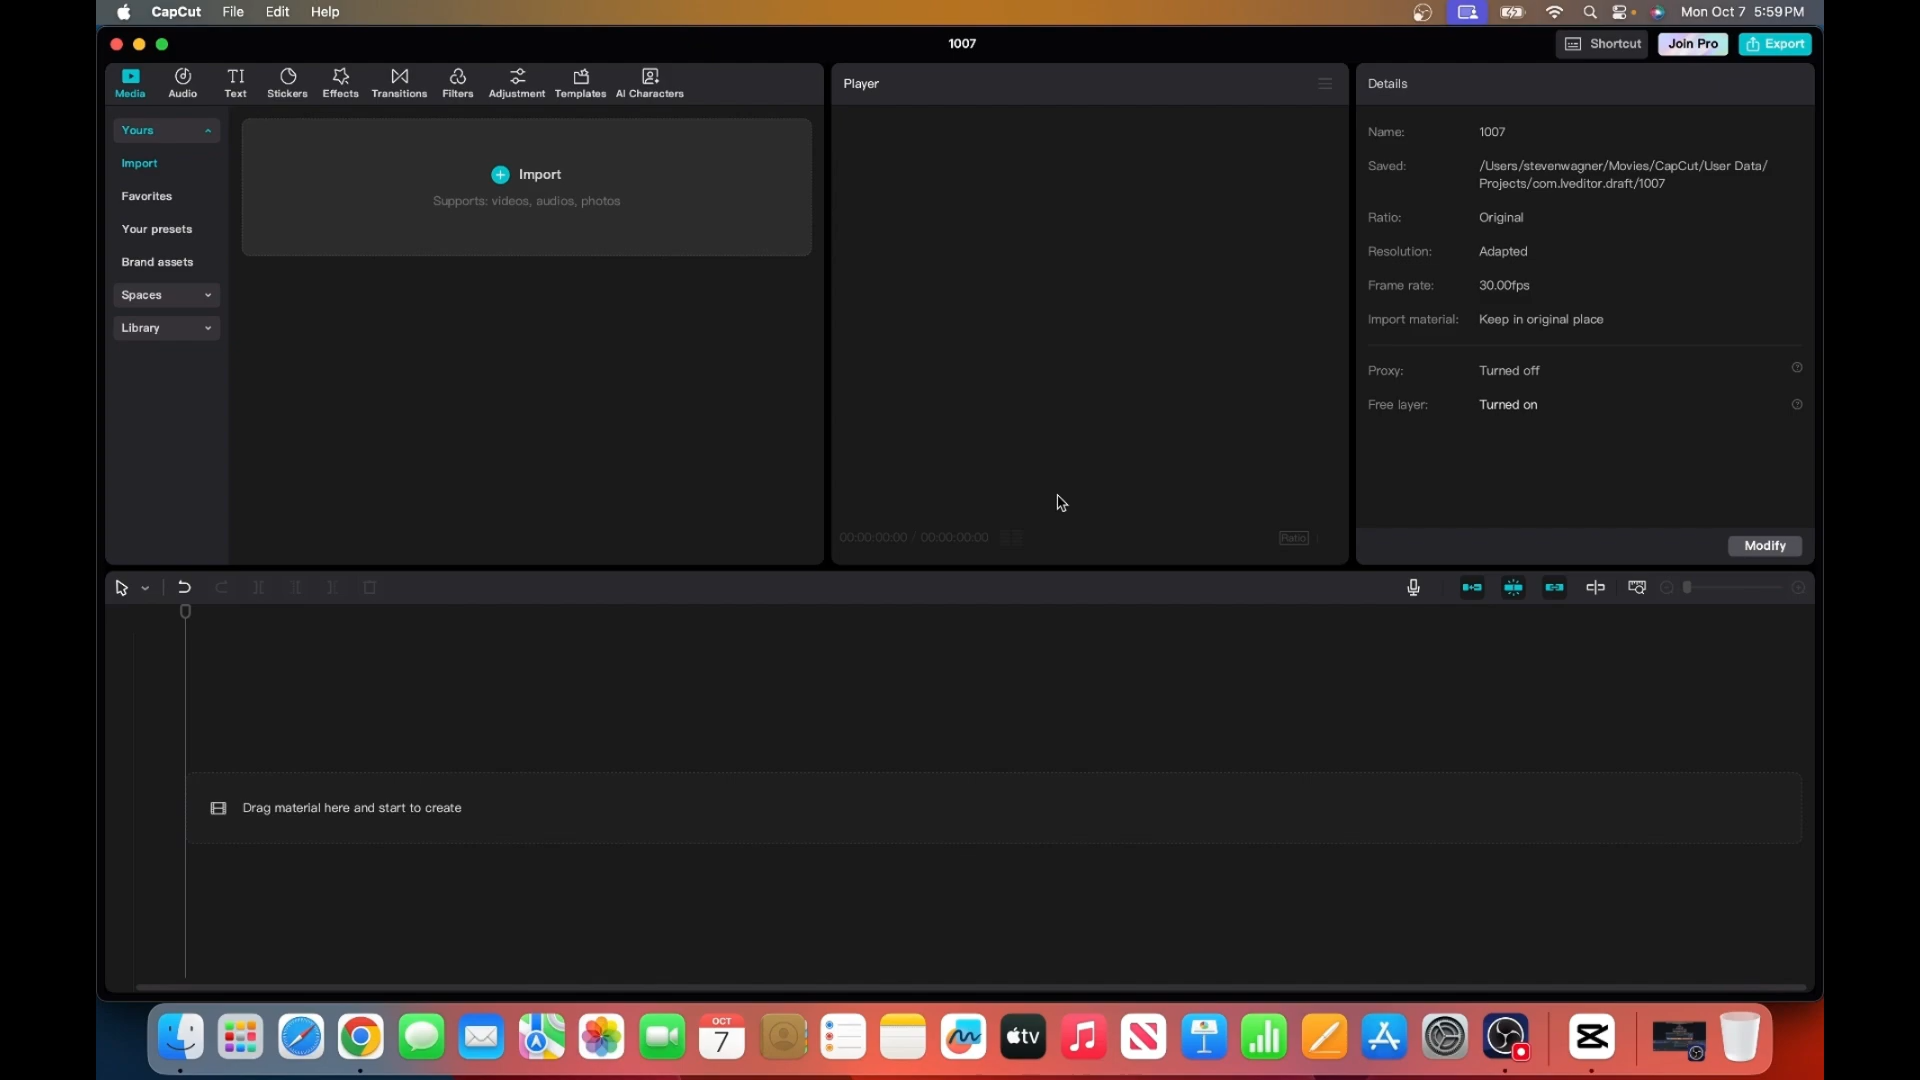 CapCut File Edit Help
Mon Oct 7 5:59 PM
1007
Shortcut
Join Pro
Export
Media
Audio
TI
Text
Stickers
Effects
Transitions
Filters
Adjustment
Templates
AI Characters
Yours
Import
Favorites
Your presets
Brand assets
Spaces
Library
Import
Supports: videos, audios, photos
Player
00:00:00:00 / 00:00:00:00
Ratio
Details
Name: 1007
Saved: /Users/stevenwagner/Movies/CapCut/User Data/
Projects/com.lveditor.draft/1007
Ratio: Original
Resolution: Adapted
Frame rate: 30.00fps
Import material: Keep in original place
Proxy: Turned off
Free layer: Turned on
Modify
Drag material here and start to create
OCT
7
tv